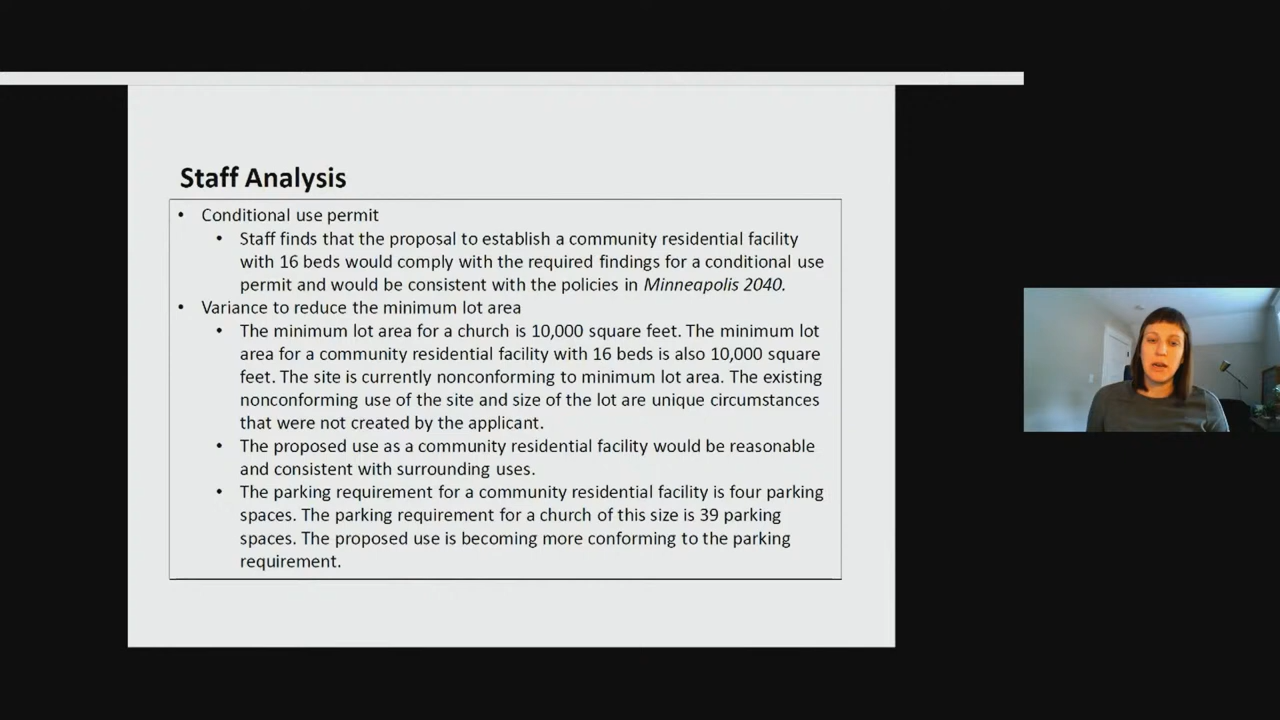 Staff Analysis
• Conditional use permit
• Staff finds that the proposal to establish a community residential facility
with 16 beds would comply with the required findings for a conditional use
permit and would be consistent with the policies in Minneapolis 2040.
• Variance to reduce the minimum lot area
• The minimum lot area for a church is 10,000 square feet. The minimum lot
area for a community residential facility with 16 beds is also 10,000 square
feet. The site is currently nonconforming to minimum lot area. The existing
nonconforming use of the site and size of the lot are unique circumstances
that were not created by the applicant.
• The proposed use as a community residential facility would be reasonable
and consistent with surrounding uses.
• The parking requirement for a community residential facility is four parking
spaces. The parking requirement for a church of this size is 39 parking
spaces. The proposed use is becoming more conforming to the parking
requirement.